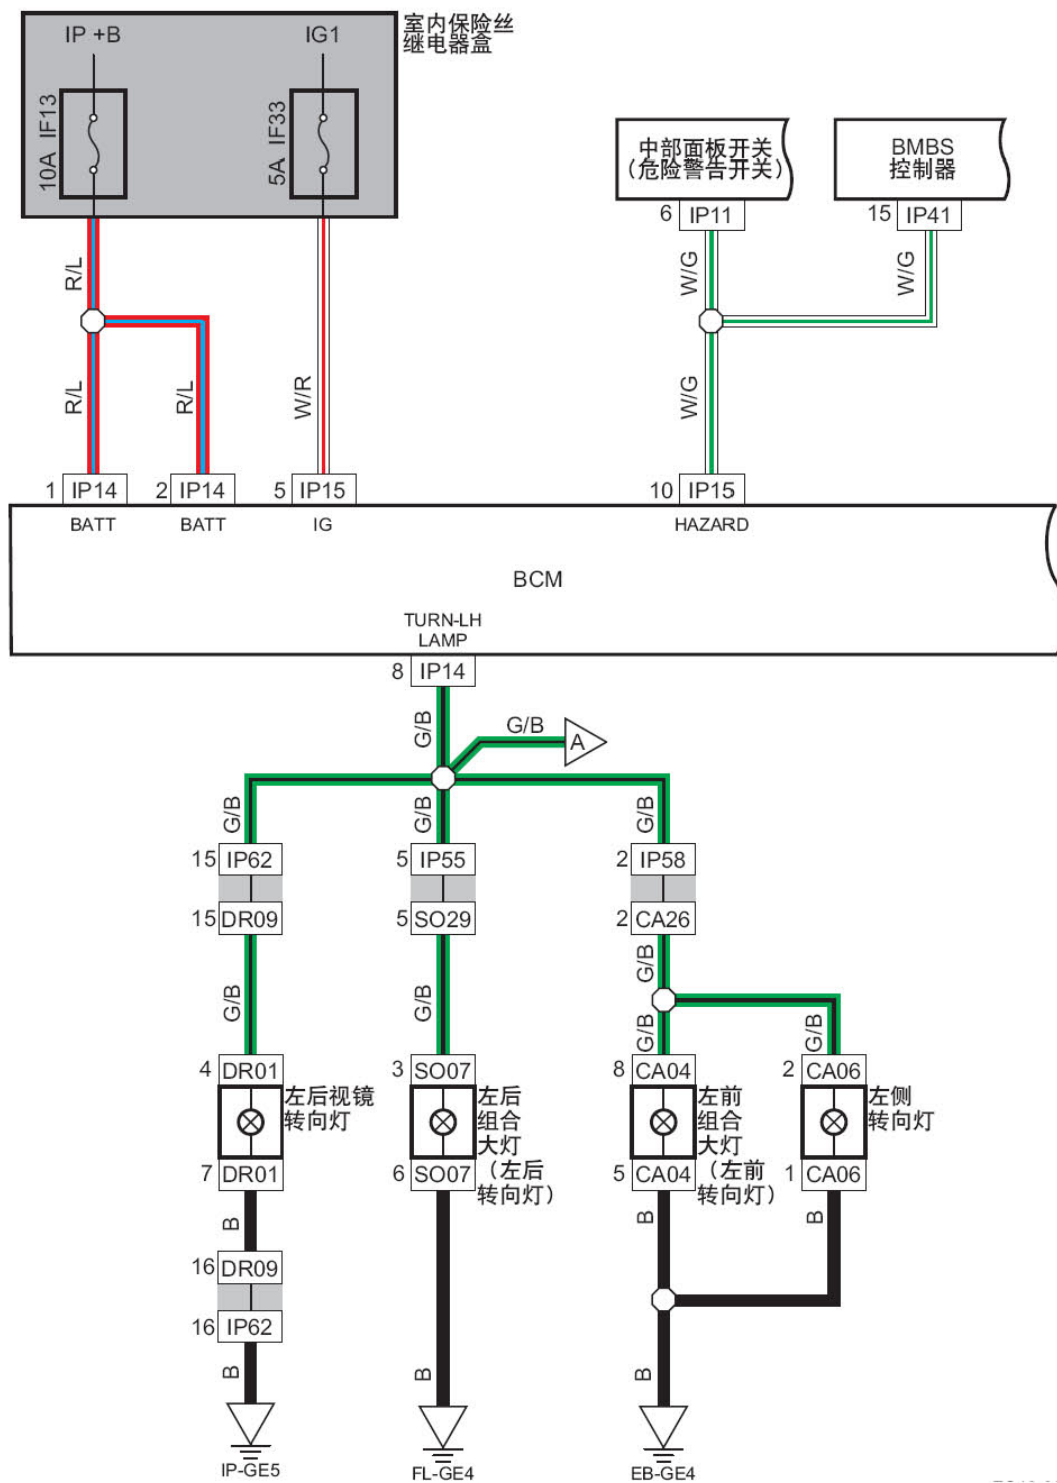 IP +B
IG1
室内保险丝
继电器盒
10A IF13
5A IF33
中部面板开关
（危险警告开关）
BMBS
控制器
6 IP11
15 IP41
R/L
W/G
W/G
R/L
R/L
W/R
W/G
1 IP14
2 IP14
5 IP15
10 IP15
BATT
BATT
IG
HAZARD
BCM
TURN-LH
LAMP
8 IP14
G/B
G/B
A
G/B
G/B
G/B
15 IP62
5 IP55
2 IP58
15 DR09
5 SO29
2 CA26
G/B
G/B
G/B
G/B
G/B
4 DR01
3 SO07
8 CA04
2 CA06
左后视镜
转向灯
左后
组合
大灯
（左后
转向灯）
左前
组合
大灯
（左前
转向灯）
左侧
转向灯
7 DR01
6 SO07
5 CA04
1 CA06
B
B
B
16 DR09
16 IP62
B
B
B
IP-GE5
FL-GE4
EB-GE4